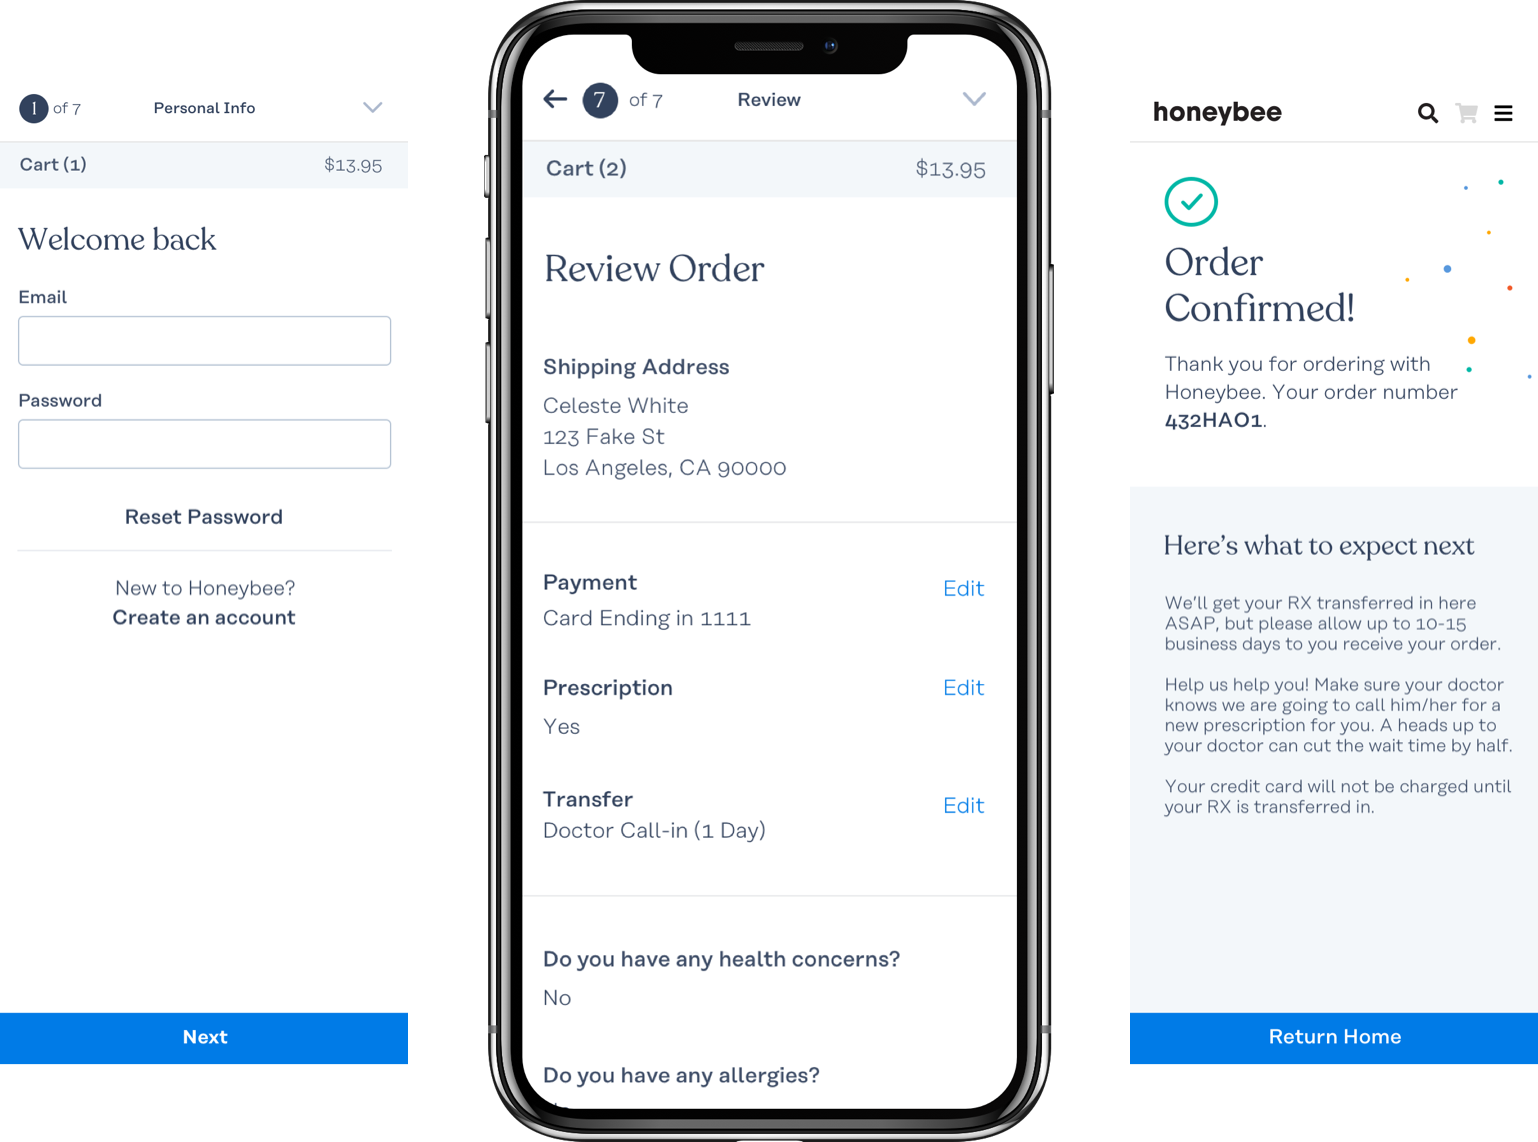 1 of 7 Personal Info
Cart (1) $13.95
Welcome back
Email
Password
Reset Password
New to Honeybee?
Create an account
Next
7 of 7 Review
Cart (2) $13.95
Review Order
Shipping Address
Celeste White
123 Fake St
Los Angeles, CA 90000
Payment Edit
Card Ending in 1111
Prescription Edit
Yes
Transfer Edit
Doctor Call-in (1 Day)
Do you have any health concerns?
No
Do you have any allergies?
honeybee
Order
Confirmed!
Thank you for ordering with
Honeybee. Your order number
432HAO1.
Here's what to expect next
We'll get your RX transferred in here
ASAP, but please allow up to 10-15
business days to you receive your order.
Help us help you! Make sure your doctor
knows we are going to call him/her for a
new prescription for you. A heads up to
your doctor can cut the wait time by half.
Your credit card will not be charged until
your RX is transferred in.
Return Home